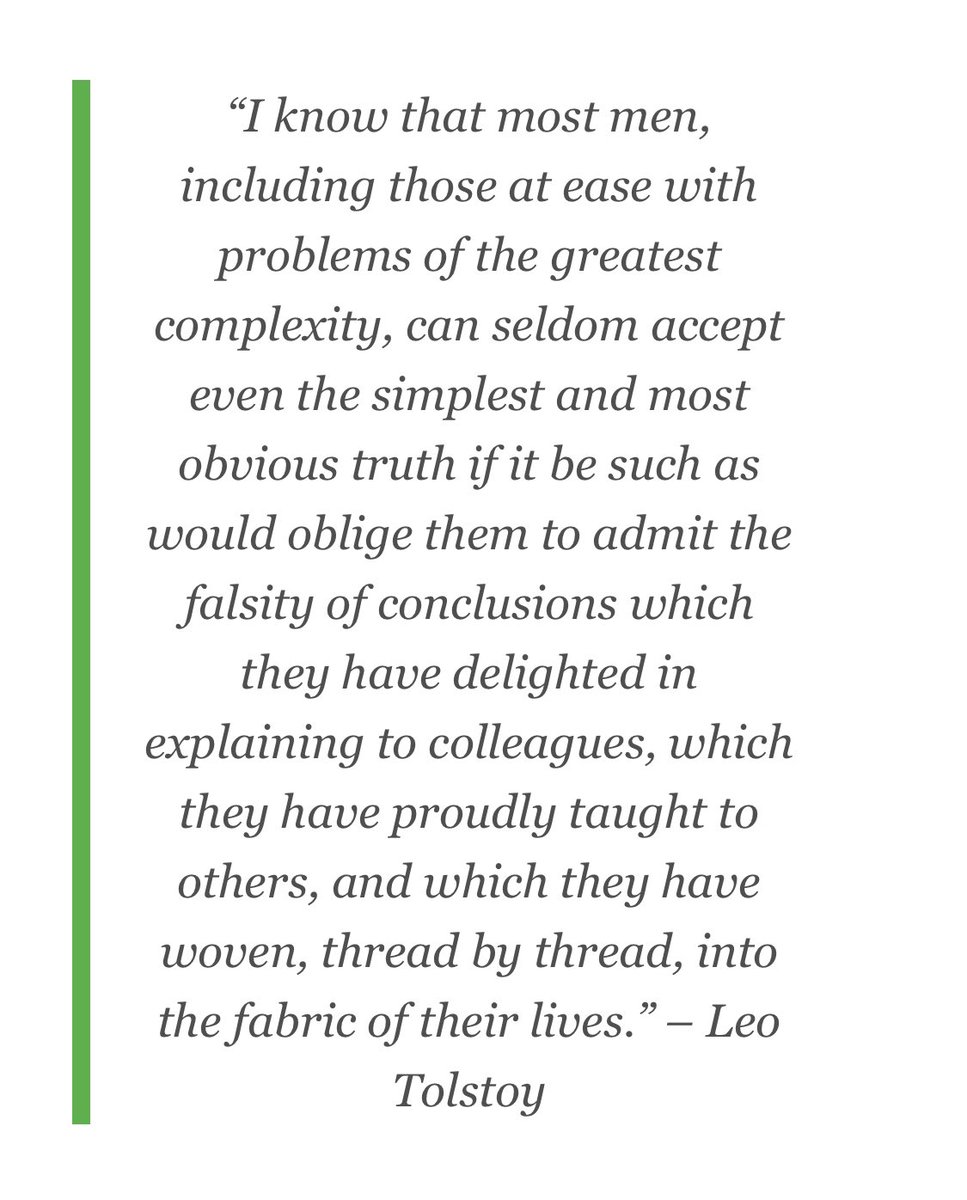 “I know that most men,
including those at ease with
problems of the greatest
complexity, can seldom accept
even the simplest and most
obvious truth if it be such as
would oblige them to admit the
falsity of conclusions which
they have delighted in
explaining to colleagues, which
they have proudly taught to
others, and which they have
woven, thread by thread, into
the fabric of their lives.” – Leo
Tolstoy